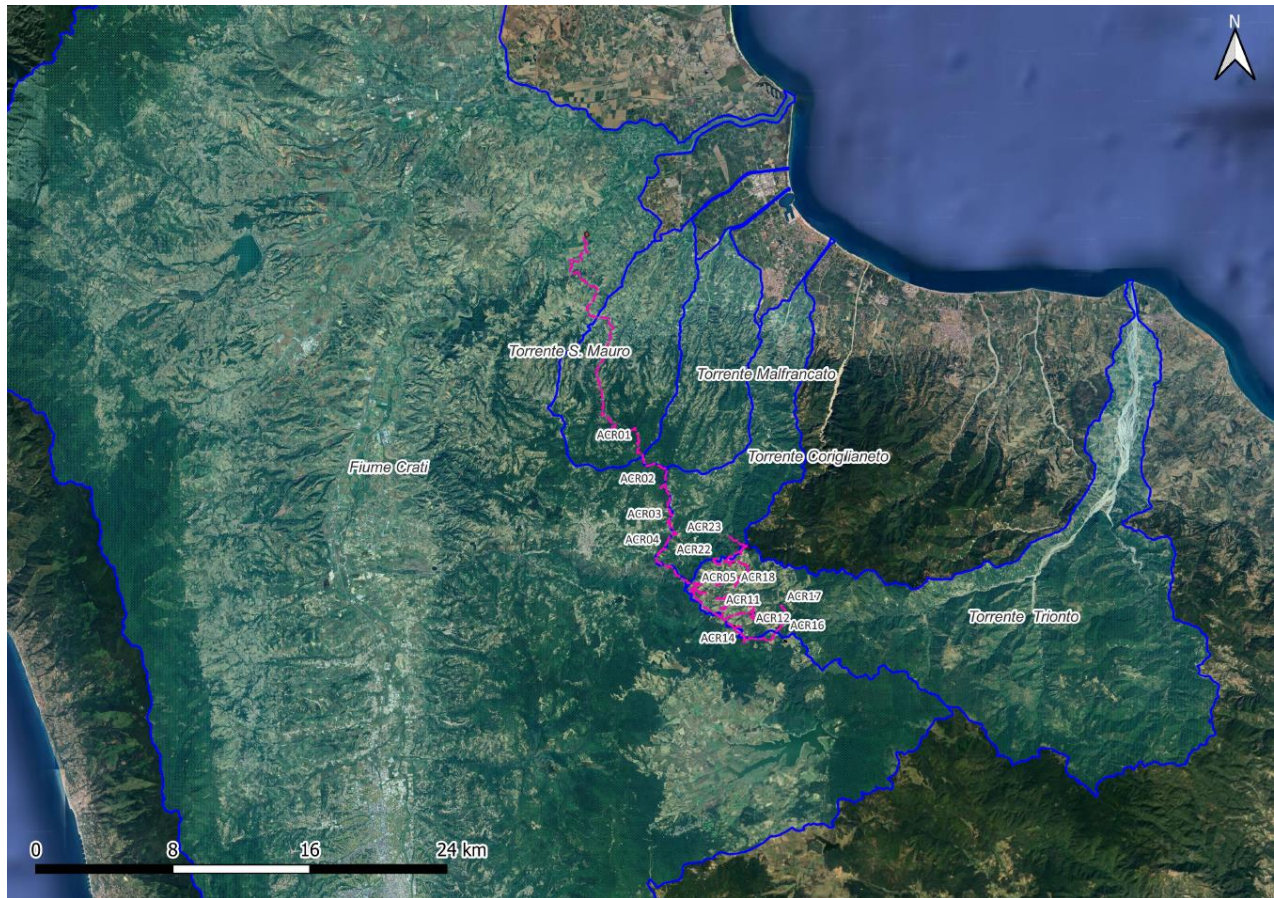 N
Torrente S. Mauro
Torrente Malfrancato
ACR01
Torrente Coriglianeto
Fiume Crati
ACR02
ACR03
ACR23
ACR04
ACR22
ACR05
ACR18
ACR11
ACR17
ACR12
Torrente Trionto
ACR16
ACR14
0
8
16
24 km